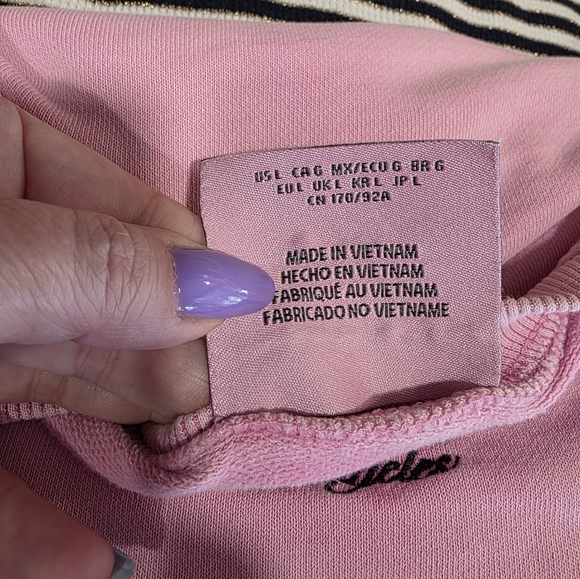 US L CA G MX/ECU G BR G
EU L UK L KR L JP L
CN 170/92A
MADE IN VIETNAM
HECHO EN VIETNAM
FABRIQUÉ AU VIETNAM
FABRICADO NO VIETNAME